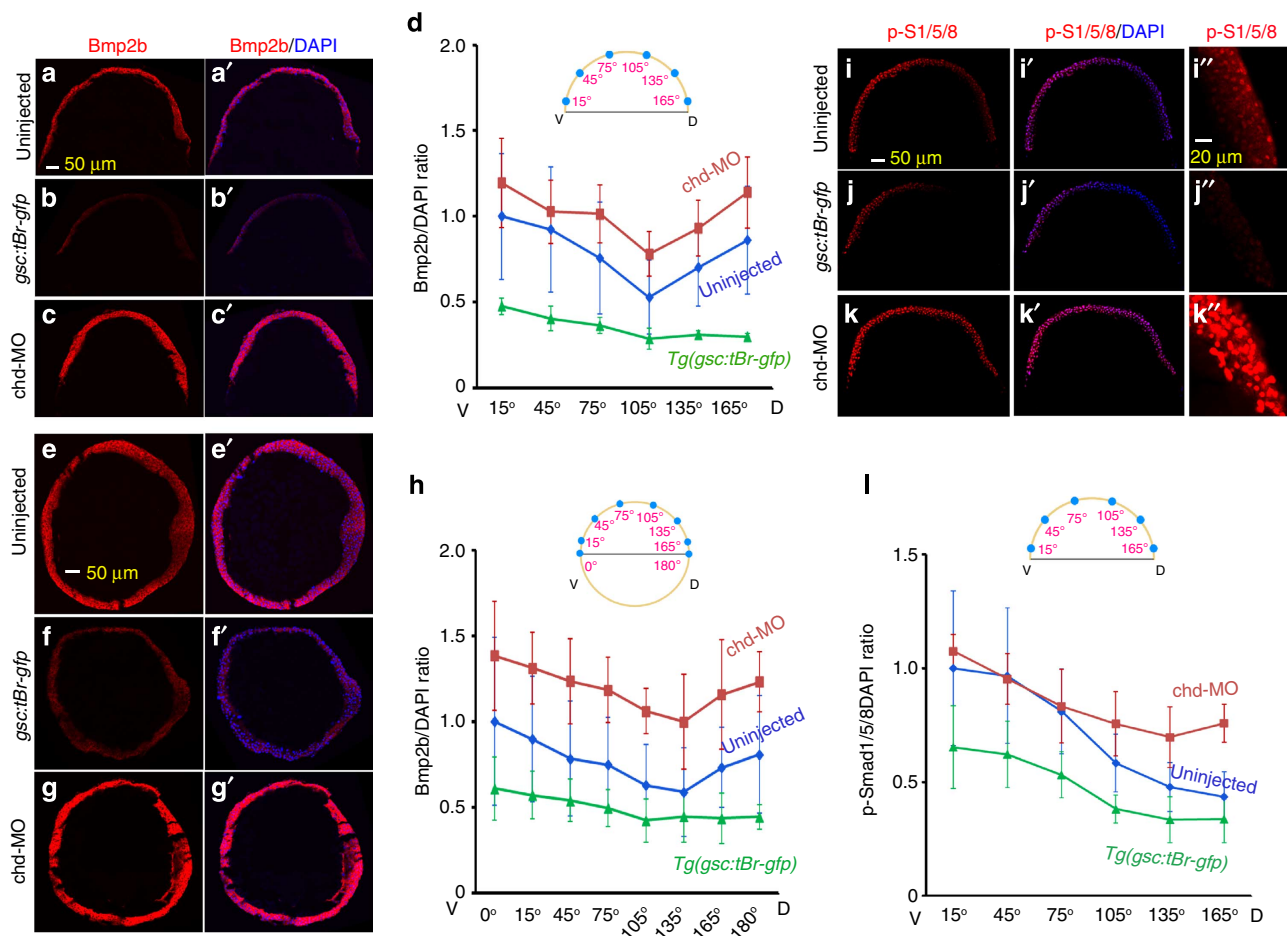 Bmp2b
Bmp2b/DAPI
Uninjected
a
a′
50 μm
gsc:tBr-gfp
b
b′
chd-MO
c
c′
d
2.0
1.5
1.0
0.5
0
Bmp2b/DAPI ratio
75° 105°
45° 135°
15° 165°
V D
chd-MO
Uninjected
Tg(gsc:tBr-gfp)
V 15° 45° 75° 105° 135° 165° D
p-S1/5/8
p-S1/5/8/DAPI
p-S1/5/8
Uninjected
i
i′
i′′
50 μm
20 μm
gsc:tBr-gfp
j
j′
j′′
chd-MO
k
k′
k′′
Uninjected
e
e′
50 μm
gsc:tBr-gfp
f
f′
chd-MO
g
g′
h
2.0
1.5
1.0
0.5
0
Bmp2b/DAPI ratio
75° 105°
45° 135°
15° 165°
0° 180°
V D
chd-MO
Uninjected
Tg(gsc:tBr-gfp)
V 0° 15° 45° 75° 105° 135° 165° 180° D
l
1.5
1.0
0.5
0
p-Smad1/5/8DAPI ratio
75° 105°
45° 135°
15° 165°
V D
chd-MO
Uninjected
Tg(gsc:tBr-gfp)
V 15° 45° 75° 105° 135° 165° D